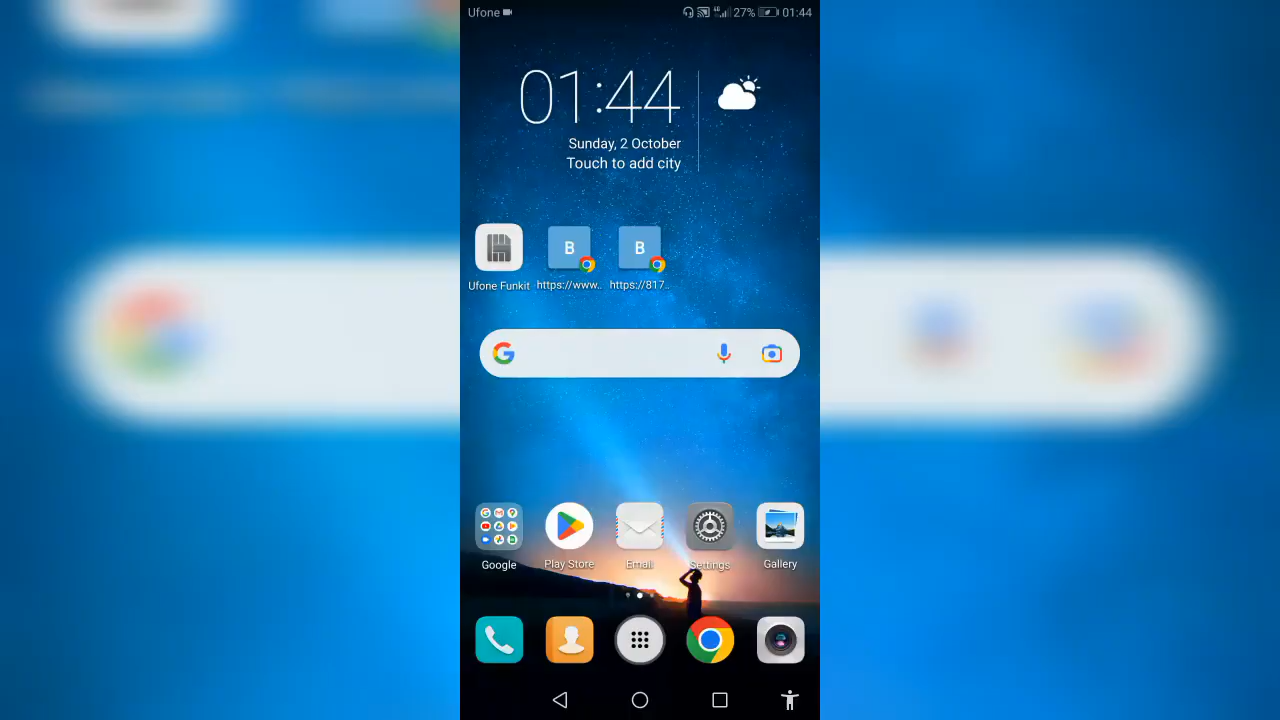 Ufone
4G 27% 01:44
01:44
Sunday, 2 October
Touch to add city
B B
Ufone Funkit https://www.. https://817..
G
Google Play Store Email Settings Gallery